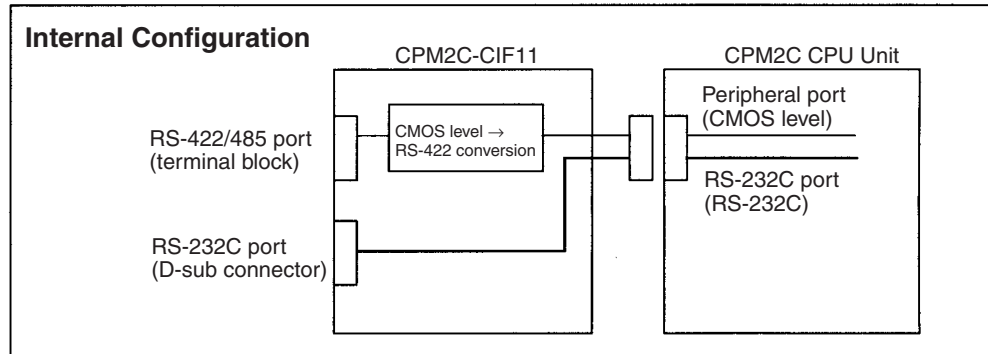 Internal Configuration
CPM2C-CIF11
CPM2C CPU Unit
RS-422/485 port
(terminal block)
CMOS level →
RS-422 conversion
Peripheral port
(CMOS level)
RS-232C port
(RS-232C)
RS-232C port
(D-sub connector)